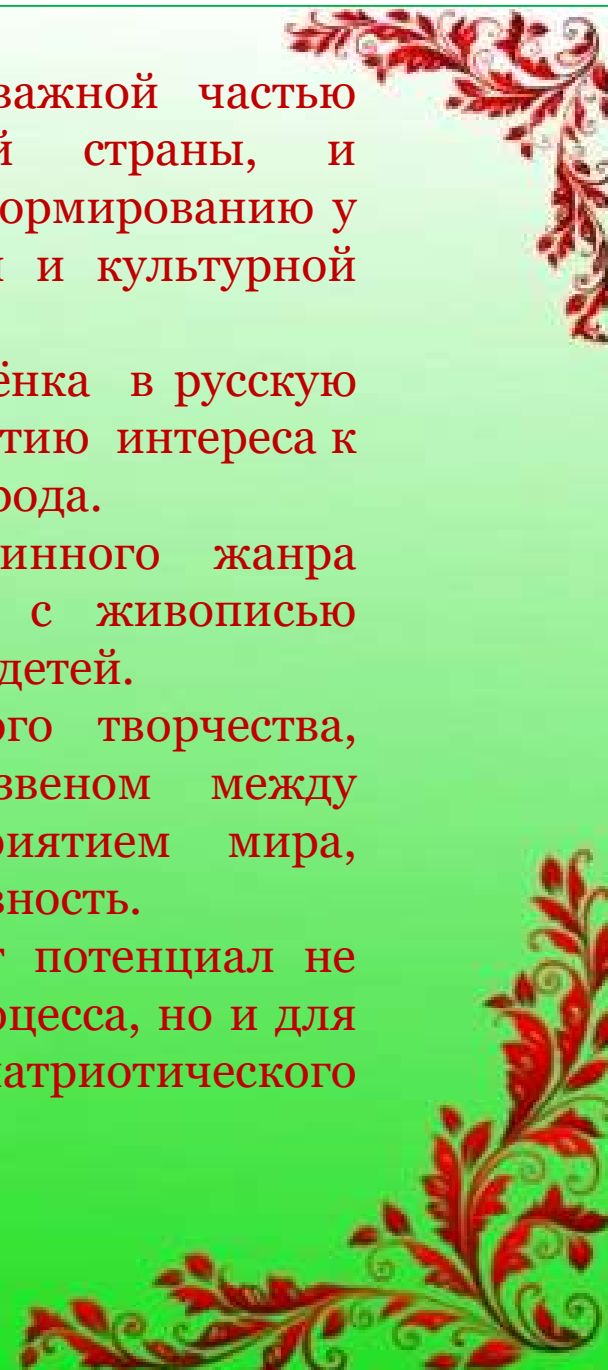 важной частью
й страны, и
ормированию у
и и культурной
ёнка в русскую
тию интереса к
рода.
инного жанра
с живописью
детей.
ого творчества,
звеном между
риятием мира,
вность.
т потенциал не
оцесса, но и для
патриотического